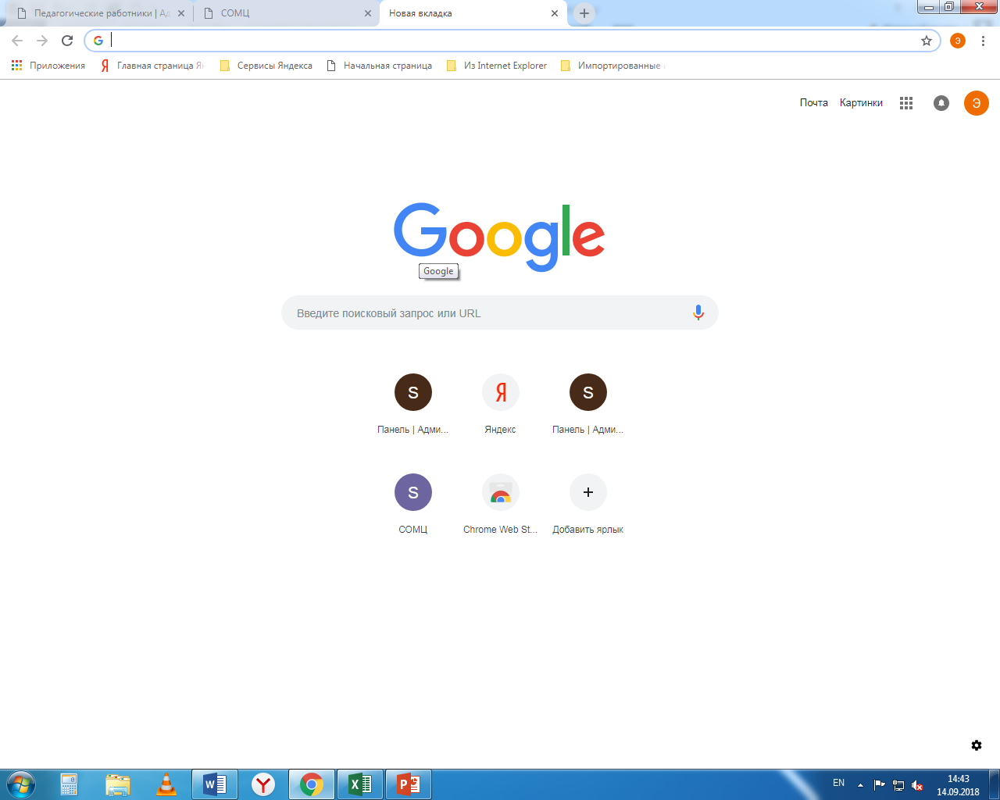 Педагогические работники | Ад
СОМЦ
Новая вкладка
Э
Приложения
Главная страница Ян
Сервисы Яндекса
Начальная страница
Из Internet Explorer
Импортированные
Почта
Картинки
Э
Google
Google
Введите поисковый запрос или URL
S
Я
S
Панель | Адми...
Яндекс
Панель | Адми...
S
СОМЦ
Chrome Web St...
Добавить ярлык
EN
14:43
14.09.2018